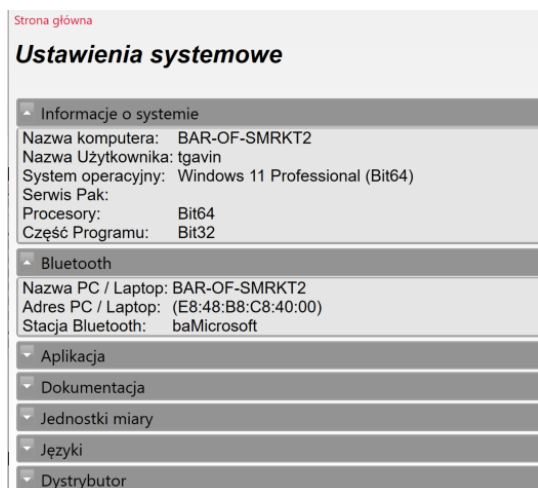 Strona główna
Ustawienia systemowe
Informacje o systemie
Nazwa komputera: BAR-OF-SMRKT2
Nazwa Użytkownika: tgavin
System operacyjny: Windows 11 Professional (Bit64)
Serwis Pak:
Procesory: Bit64
Część Programu: Bit32
Bluetooth
Nazwa PC / Laptop: BAR-OF-SMRKT2
Adres PC / Laptop: (E8:48:B8:C8:40:00)
Stacja Bluetooth: baMicrosoft
Aplikacja
Dokumentacja
Jednostki miary
Języki
Dystrybutor